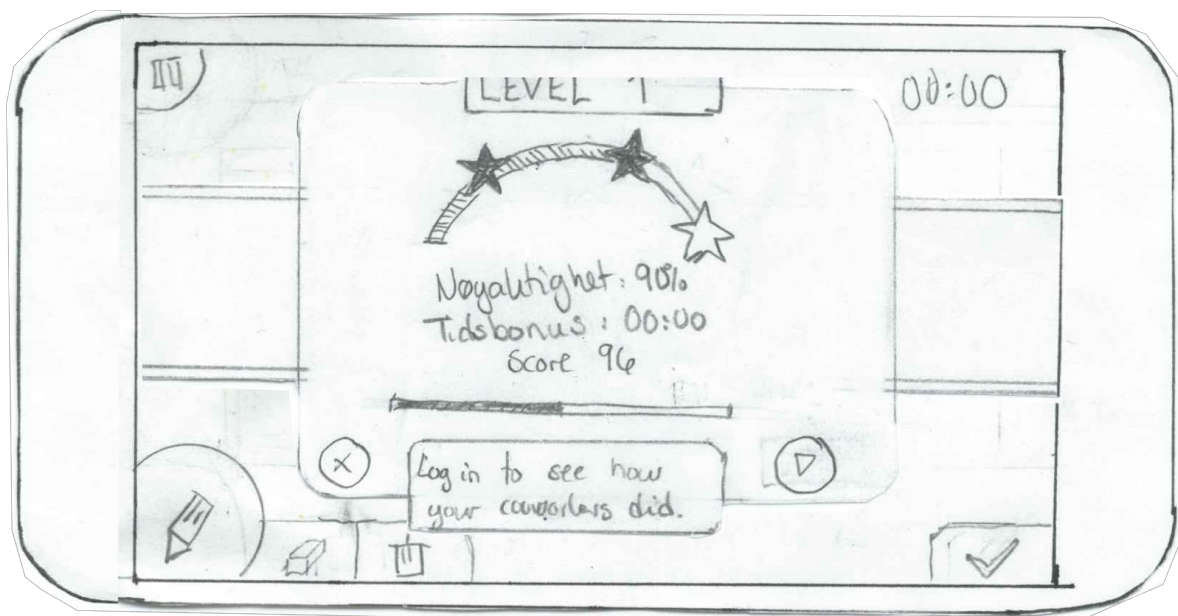 LEVEL 1
00:00
Nøyaktighet: 90%
Tidsbonus: 00:00
Score 96
Log in to see how
your coworkers did.